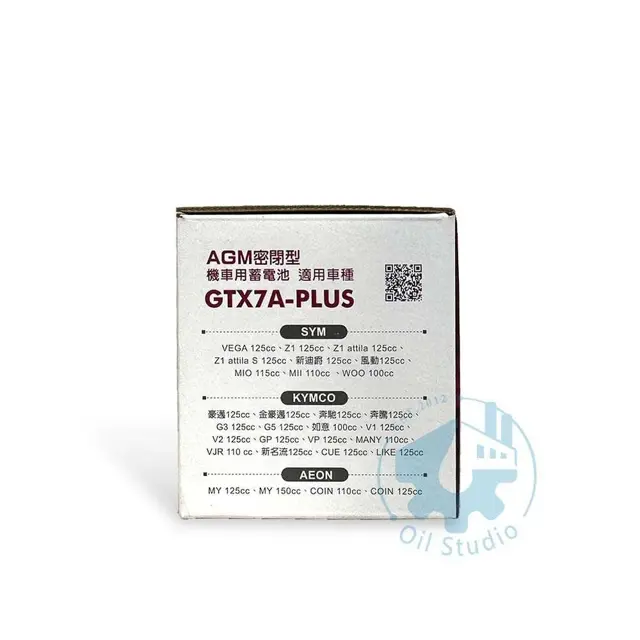 AGM密閉型
機車用蓄電池 適用車種
GTX7A-PLUS
SYM
VEGA 125cc、Z1 125cc、Z1 attila 125cc、
Z1 attila S 125cc、新迪爵 125cc、風動125cc、
MIO 115cc、MII 110cc 、WOO 100cc
KYMCO
豪邁125cc、金豪邁125cc、奔馳125cc、奔騰125cc、
G3 125cc、G5 125cc、如意 100cc、V1 125cc、
V2 125cc、GP 125cc、VP 125cc、MANY 110cc、
VJR 110 cc、新名流125cc、CUE 125cc、LIKE 125cc
AEON
MY 125cc、MY 150cc、COIN 110cc、COIN 125cc
2012
Oil Studio